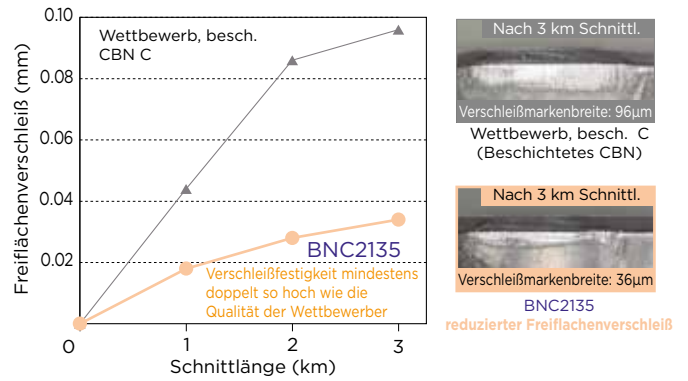 Freiflächenverschleiß (mm)
0.10
0.08
0.06
0.04
0.02
0
1
2
3
Schnittlänge (km)
Wettbewerb, besch.
CBN C
BNC2135
Verschleißfestigkeit mindestens
doppelt so hoch wie die
Qualität der Wettbewerber
Nach 3 km Schnittl.
Verschleißmarkenbreite: 96µm
Wettbewerb, besch. C
(Beschichtetes CBN)
Nach 3 km Schnittl.
Verschleißmarkenbreite: 36µm
BNC2135
reduzierter Freiflachenverschleiß